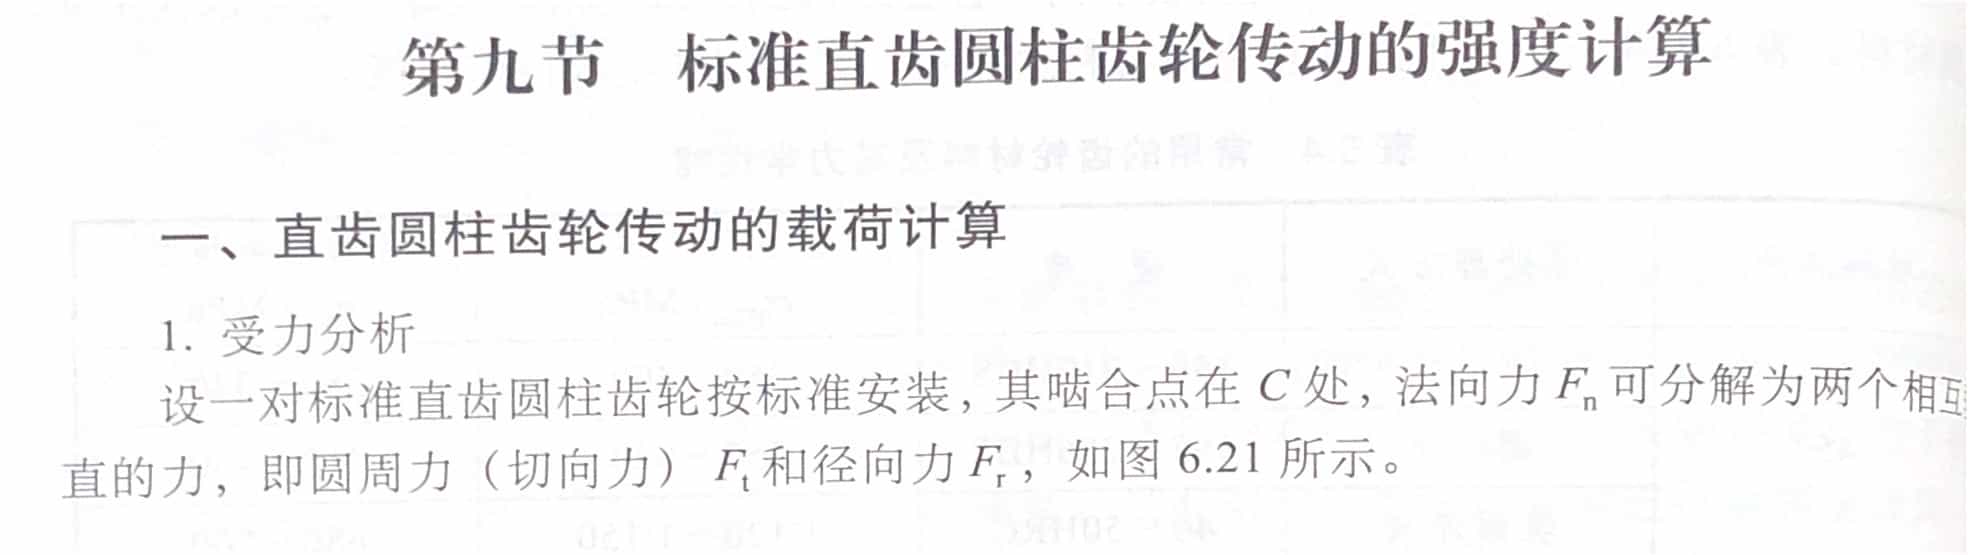 第九节 标准直齿圆柱齿轮传动的强度计算
一、直齿圆柱齿轮传动的载荷计算
1. 受力分析
设一对标准直齿圆柱齿轮按标准安装，其啮合点在 C 处，法向力 Fn 可分解为两个相互
直的力，即圆周力（切向力） Ft 和径向力 Fr，如图 6.21 所示。